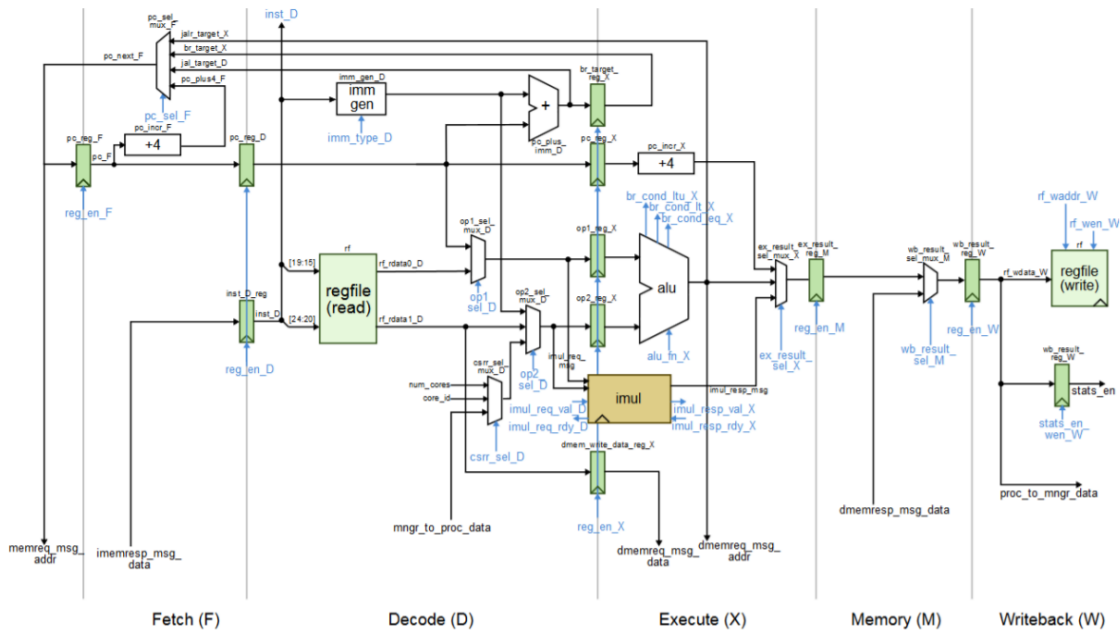 inst_D
pc_sel_
mux_F
jalr_target_X
br_target_X
pc_next_F
jal_target_D
pc_plus4_F
imm_gen_D
imm
gen
br_target_
reg_X
+
pc_sel_F
imm_type_D
pc_plus_
imm_D
pc_reg_F
pc_incr_F
+4
pc_F
pc_reg_D
pc_reg_X
pc_incr_X
+4
reg_en_F
br_cond_ltu_X
br_cond_lt_X
br_cond_eq_X
rf_waddr_W
rf_wen_W
op1_sel_
mux_D
op1_reg_X
rf
[19:15]
regfile
(read)
rf_rdata0_D
alu
ex_result_
sel_mux_X
ex_result_
reg_M
wb_result_
sel_mux_M
wb_result_
reg_W
rf
rf_wdata_W
regfile
(write)
inst_D_reg
inst_D
[24:20]
op1
sel_D
op2_sel_
mux_D
op2_reg_X
rf_rdata1_D
reg_en_M
reg_en_W
reg_en_D
alu_fn_X
ex_result_
sel_X
wb_result_
sel_M
csrr_sel_
mux_D
op2
sel_D
imul_req_
msg
wb_result_
reg_W
num_cores
core_id
imul
imul_resp_msg
stats_en
imul_req_val_D
imul_req_rdy_D
imul_resp_val_X
imul_resp_rdy_X
stats_en_
wen_W
csrr_sel_D
dmem_write_data_reg_X
proc_to_mngr_data
mngr_to_proc_data
reg_en_X
dmemresp_msg_data
memreq_msg_
addr
imemresp_msg_
data
dmemreq_msg_
data
dmemreq_msg_
addr
Fetch (F)
Decode (D)
Execute (X)
Memory (M)
Writeback (W)